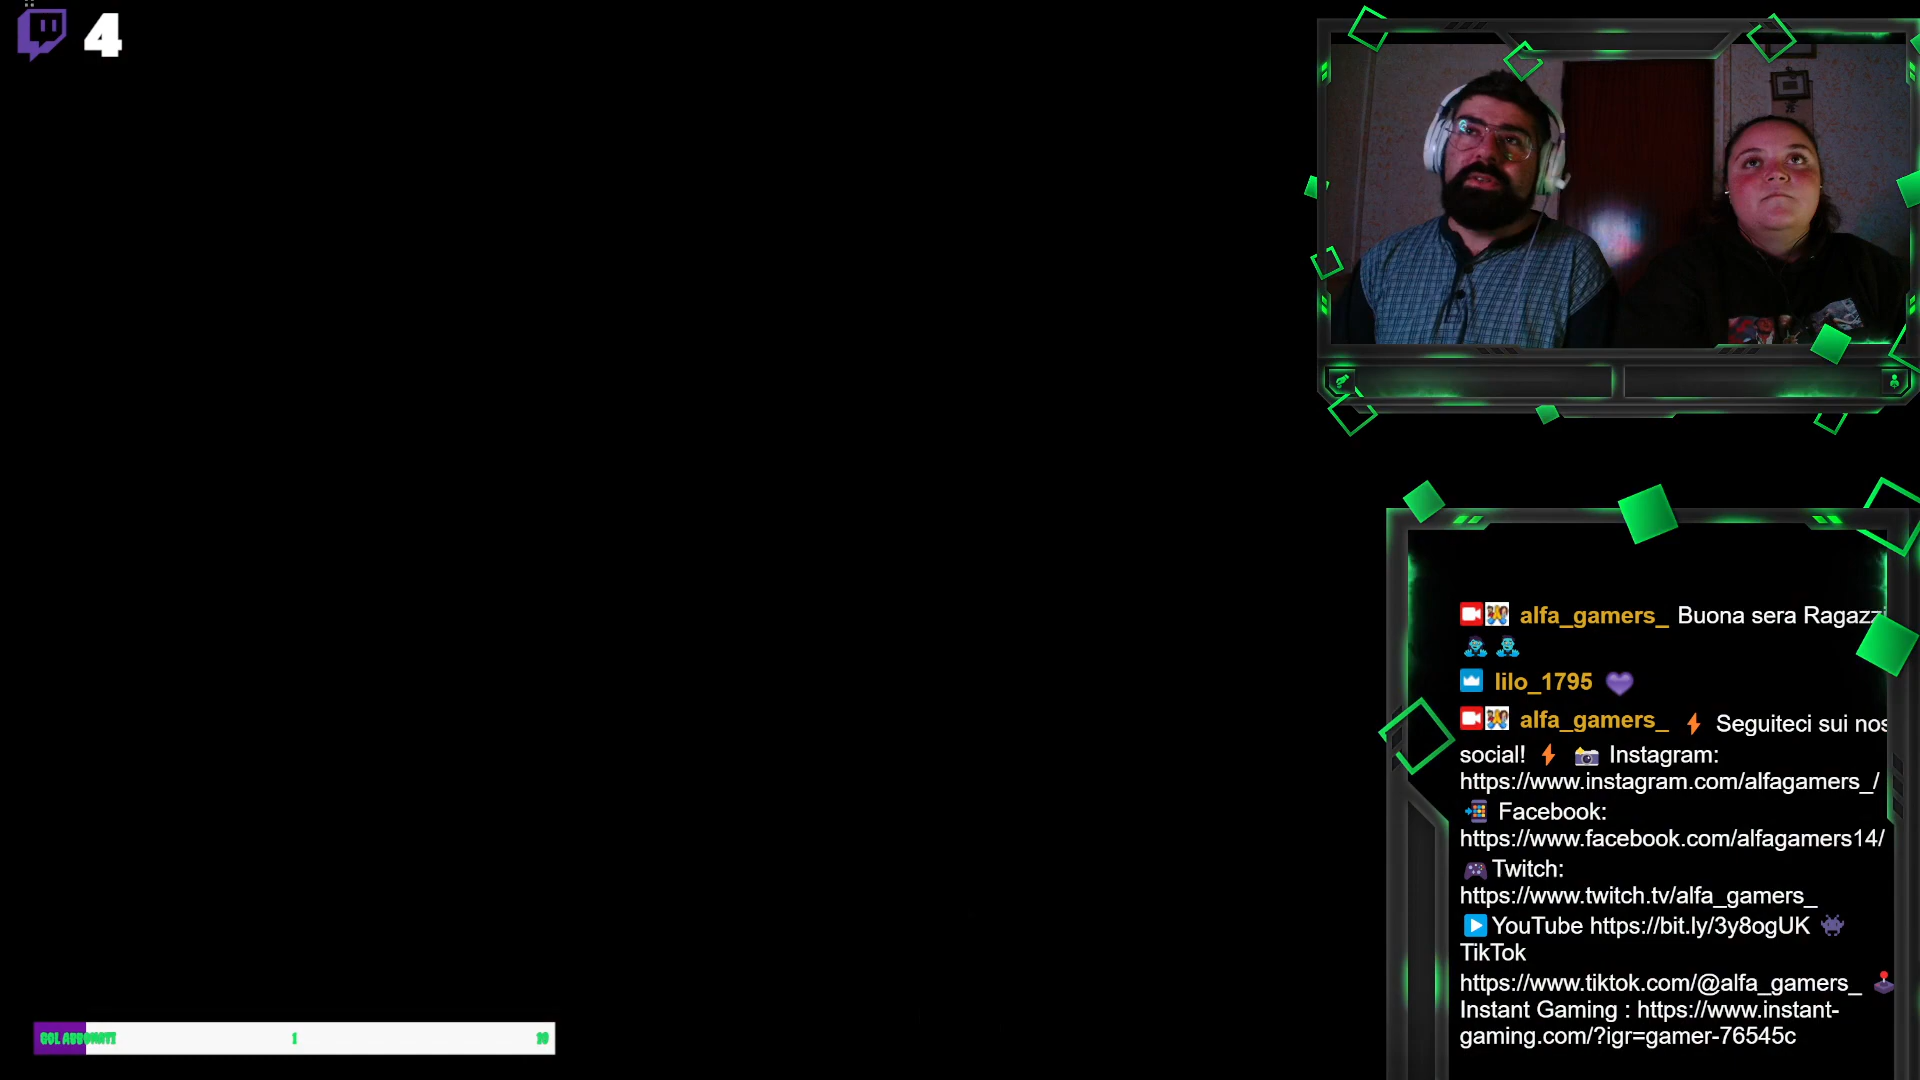 4
alfa_gamers_ Buona sera Ragazzi
lilo_1795
alfa_gamers_ Seguiteci sui nos
social! Instagram:
https://www.instagram.com/alfagamers_/
Facebook:
https://www.facebook.com/alfagamers14/
Twitch:
https://www.twitch.tv/alfa_gamers_
YouTube https://bit.ly/3y8ogUK
TikTok
https://www.tiktok.com/@alfa_gamers_
Instant Gaming : https://www.instant-
gaming.com/?igr=gamer-76545c
1